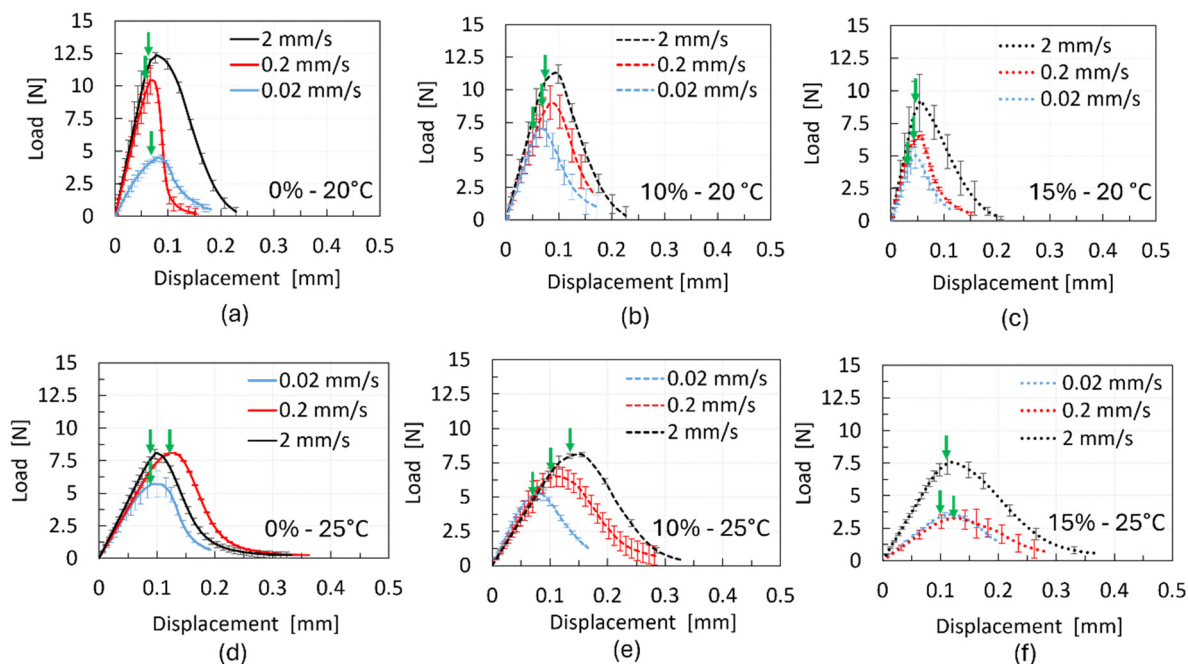 15
12.5
10
7.5
5
2.5
0
Load [N]
2 mm/s
0.2 mm/s
0.02 mm/s
0% - 20°C
0 0.1 0.2 0.3 0.4 0.5
Displacement [mm]
(a)
15
12.5
10
7.5
5
2.5
0
Load [N]
2 mm/s
0.2 mm/s
0.02 mm/s
10% - 20°C
0 0.1 0.2 0.3 0.4 0.5
Displacement [mm]
(b)
15
12.5
10
7.5
5
2.5
0
Load [N]
2 mm/s
0.2 mm/s
0.02 mm/s
15% - 20 °C
0 0.1 0.2 0.3 0.4 0.5
Displacement [mm]
(c)
15
12.5
10
7.5
5
2.5
0
Load [N]
0.02 mm/s
0.2 mm/s
2 mm/s
0% - 25°C
0 0.1 0.2 0.3 0.4 0.5
Displacement [mm]
(d)
15
12.5
10
7.5
5
2.5
0
Load [N]
0.02 mm/s
0.2 mm/s
2 mm/s
10% - 25°C
0 0.1 0.2 0.3 0.4 0.5
Displacement [mm]
(e)
15
12.5
10
7.5
5
2.5
0
Load [N]
0.02 mm/s
0.2 mm/s
2 mm/s
15% - 25°C
0 0.1 0.2 0.3 0.4 0.5
Displacement [mm]
(f)